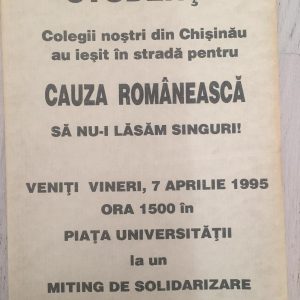 STUDENŢ
Colegii noştri din Chişinău
au ieşit în stradă pentru
CAUZA ROMÂNEASCĂ
SĂ NU-I LĂSĂM SINGURI!
VENIŢI VINERI, 7 APRILIE 1995
ORA 1500 în
PIAŢA UNIVERSITĂŢII
la un
MITING DE SOLIDARIZARE